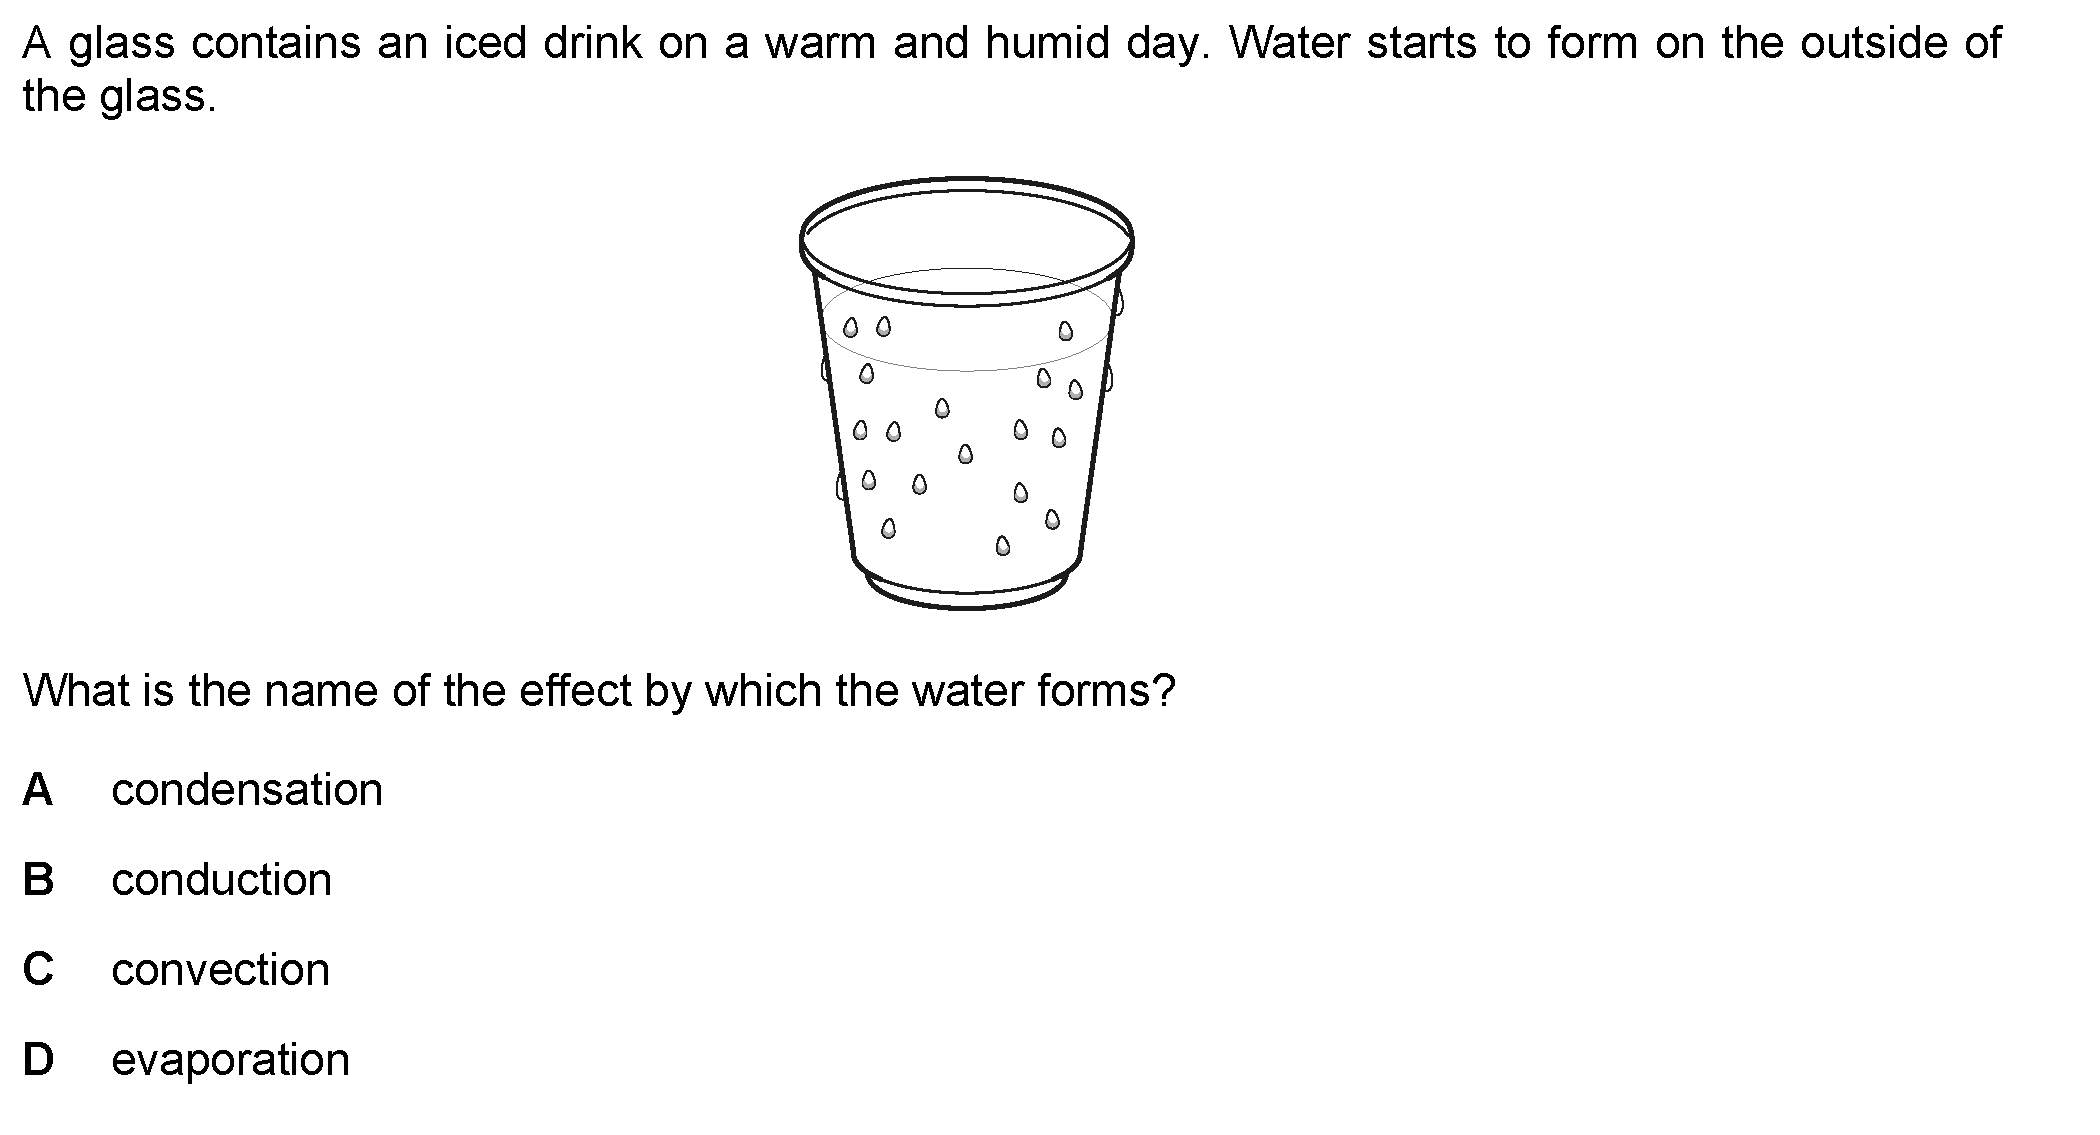 A glass contains an iced drink on a warm and humid day. Water starts to form on the outside of
the glass.
What is the name of the effect by which the water forms?
A condensation
B conduction
C convection
D evaporation